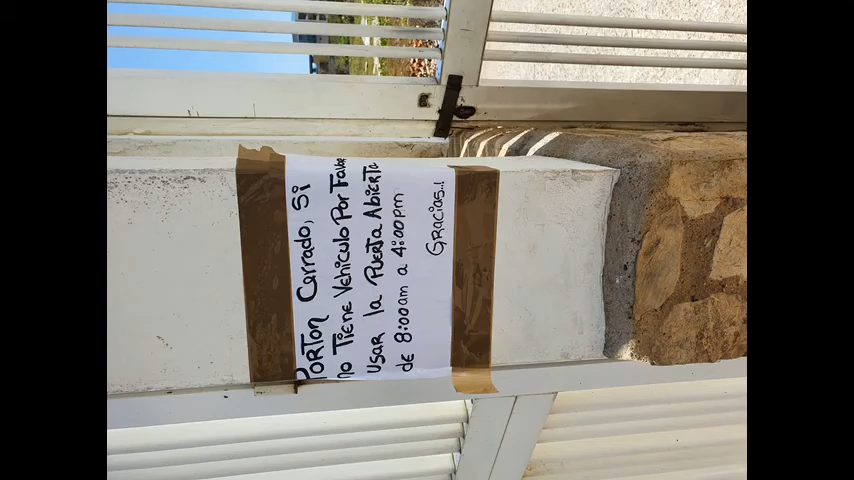 PORTON Cerrado, Si
no Tiene Vehiculo Por Favor
usar la Puerta Abierta
de 8:00am a 4:00pm
Gracias..!